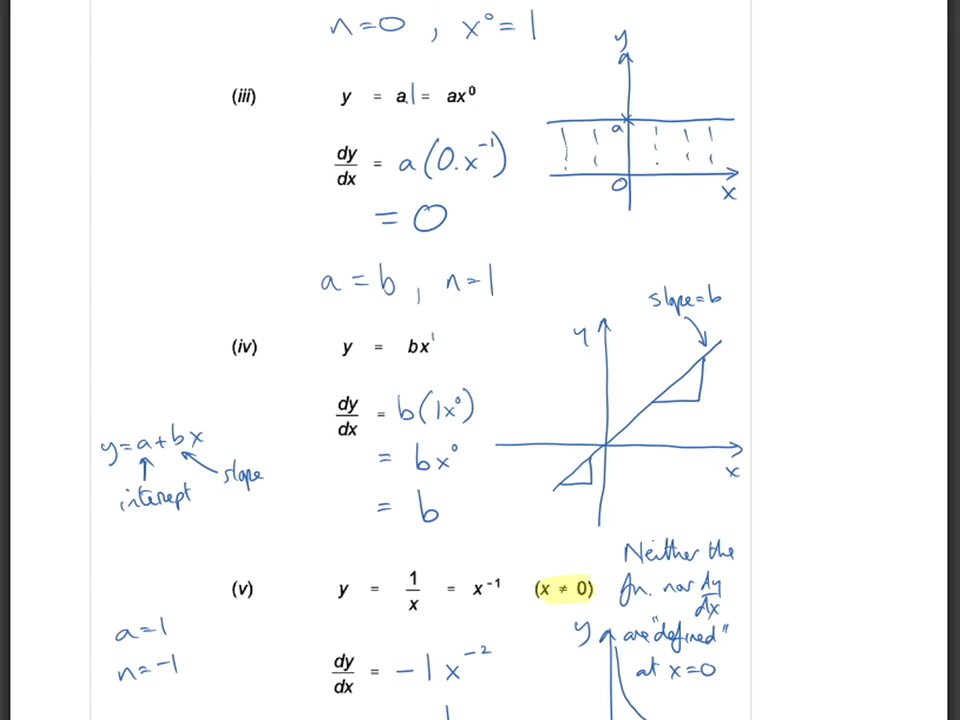 n=0 , x⁰=1
(iii) y = a.1 = ax⁰
dy/dx = a(0.x⁻¹)
= 0
y
a
0
x
a = b , n=1
(iv) y = bx¹
dy/dx = b(1x⁰)
= bx⁰
= b
slope=b
y
x
y=a+bx
intercept
slope
(v) y = 1/x = x⁻¹ (x ≠ 0)
Neither the
fn. nor dy/dx
are "defined"
at x=0
a=1
n=-1
dy/dx = -1x⁻²
y